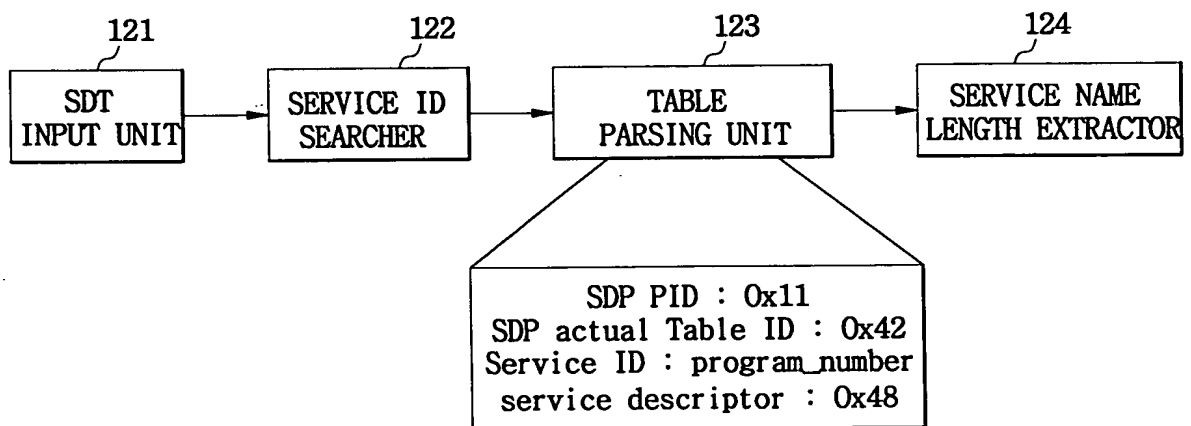 121
122
123
124
SDT
INPUT UNIT
SERVICE ID
SEARCHER
TABLE
PARSING UNIT
SERVICE NAME
LENGTH EXTRACTOR
SDP PID : 0x11
SDP actual Table ID : 0x42
Service ID : program_number
service descriptor : 0x48